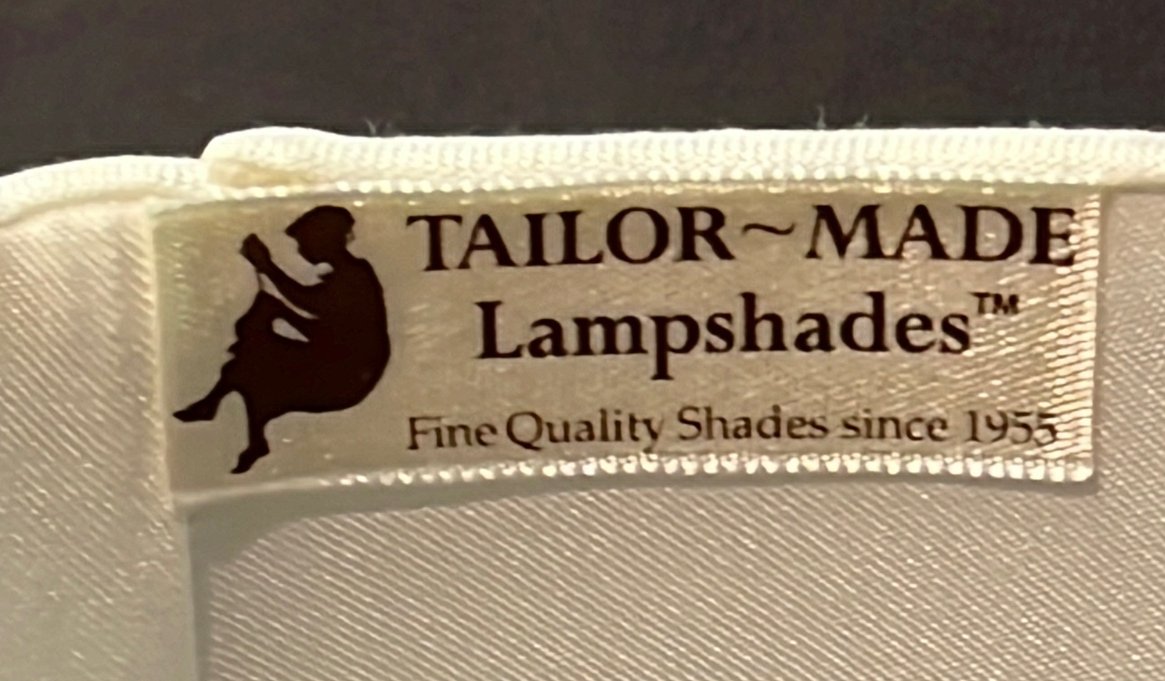 TAILOR~MADE
Lampshades™
Fine Quality Shades since 1955